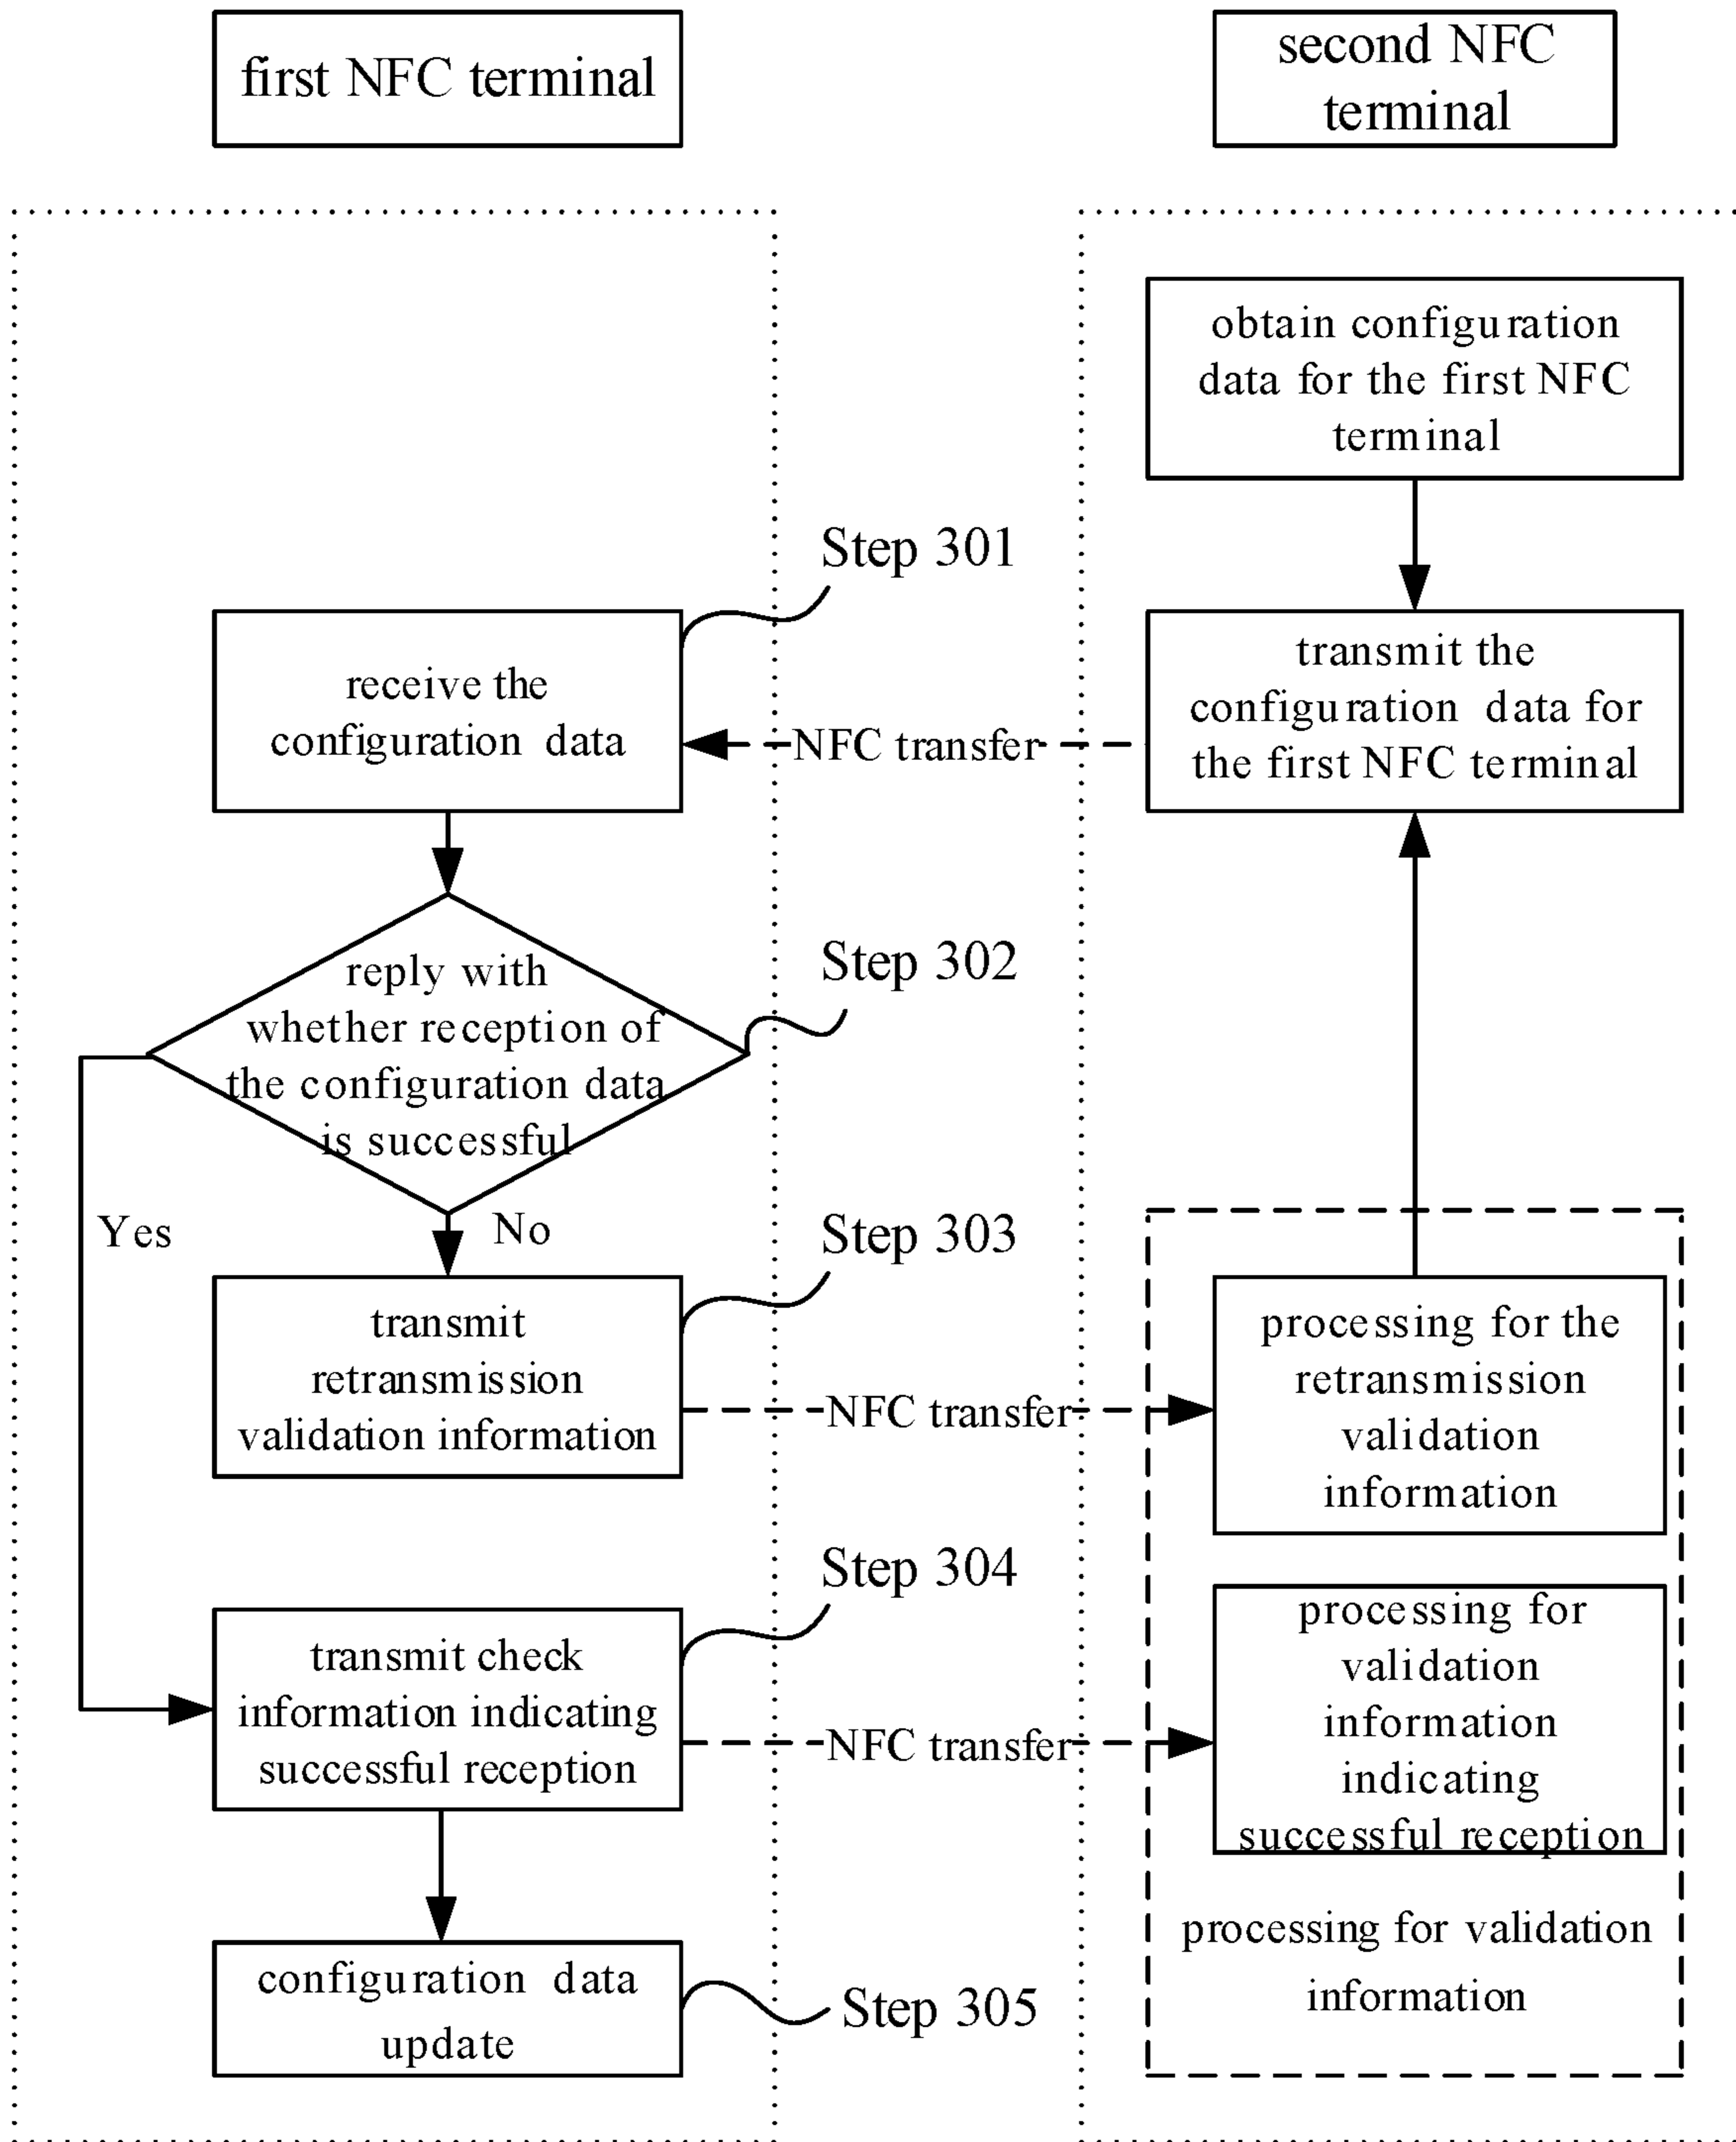 first NFC terminal
second NFC
terminal
obtain configuration
data for the first NFC
terminal
Step 301
receive the
configuration data
NFC transfer
transmit the
configuration data for
the first NFC terminal
Step 302
reply with
whether reception of
the configuration data
is successful
Yes
No
Step 303
transmit
retransmission
validation information
NFC transfer
processing for the
retransmission
validation
information
Step 304
transmit check
information indicating
successful reception
NFC transfer
processing for
validation
information
indicating
successful reception
processing for validation
information
configuration data
update
Step 305